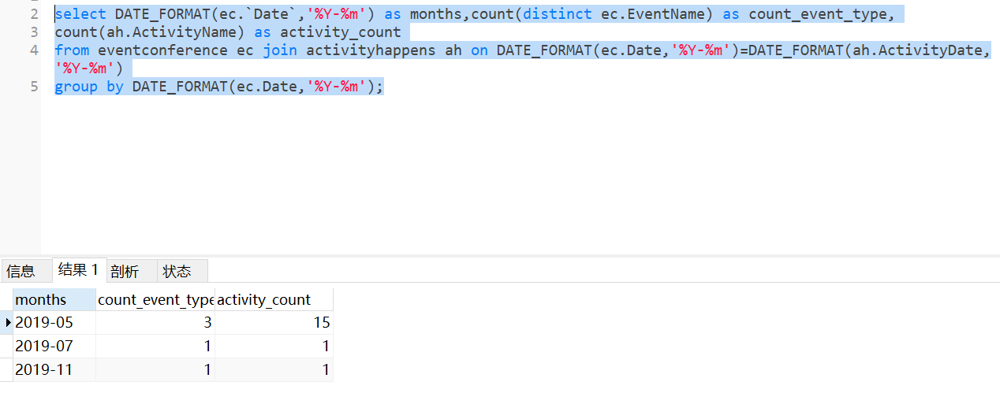 2 select DATE_FORMAT(ec.`Date`,'%Y-%m') as months,count(distinct ec.EventName) as count_event_type,
3 count(ah.ActivityName) as activity_count
4 from eventconference ec join activityhappens ah on DATE_FORMAT(ec.Date,'%Y-%m')=DATE_FORMAT(ah.ActivityDate,
'%Y-%m')
5 group by DATE_FORMAT(ec.Date,'%Y-%m');
信息 结果 1 剖析 状态
months count_event_type activity_count
2019-05 3 15
2019-07 1 1
2019-11 1 1